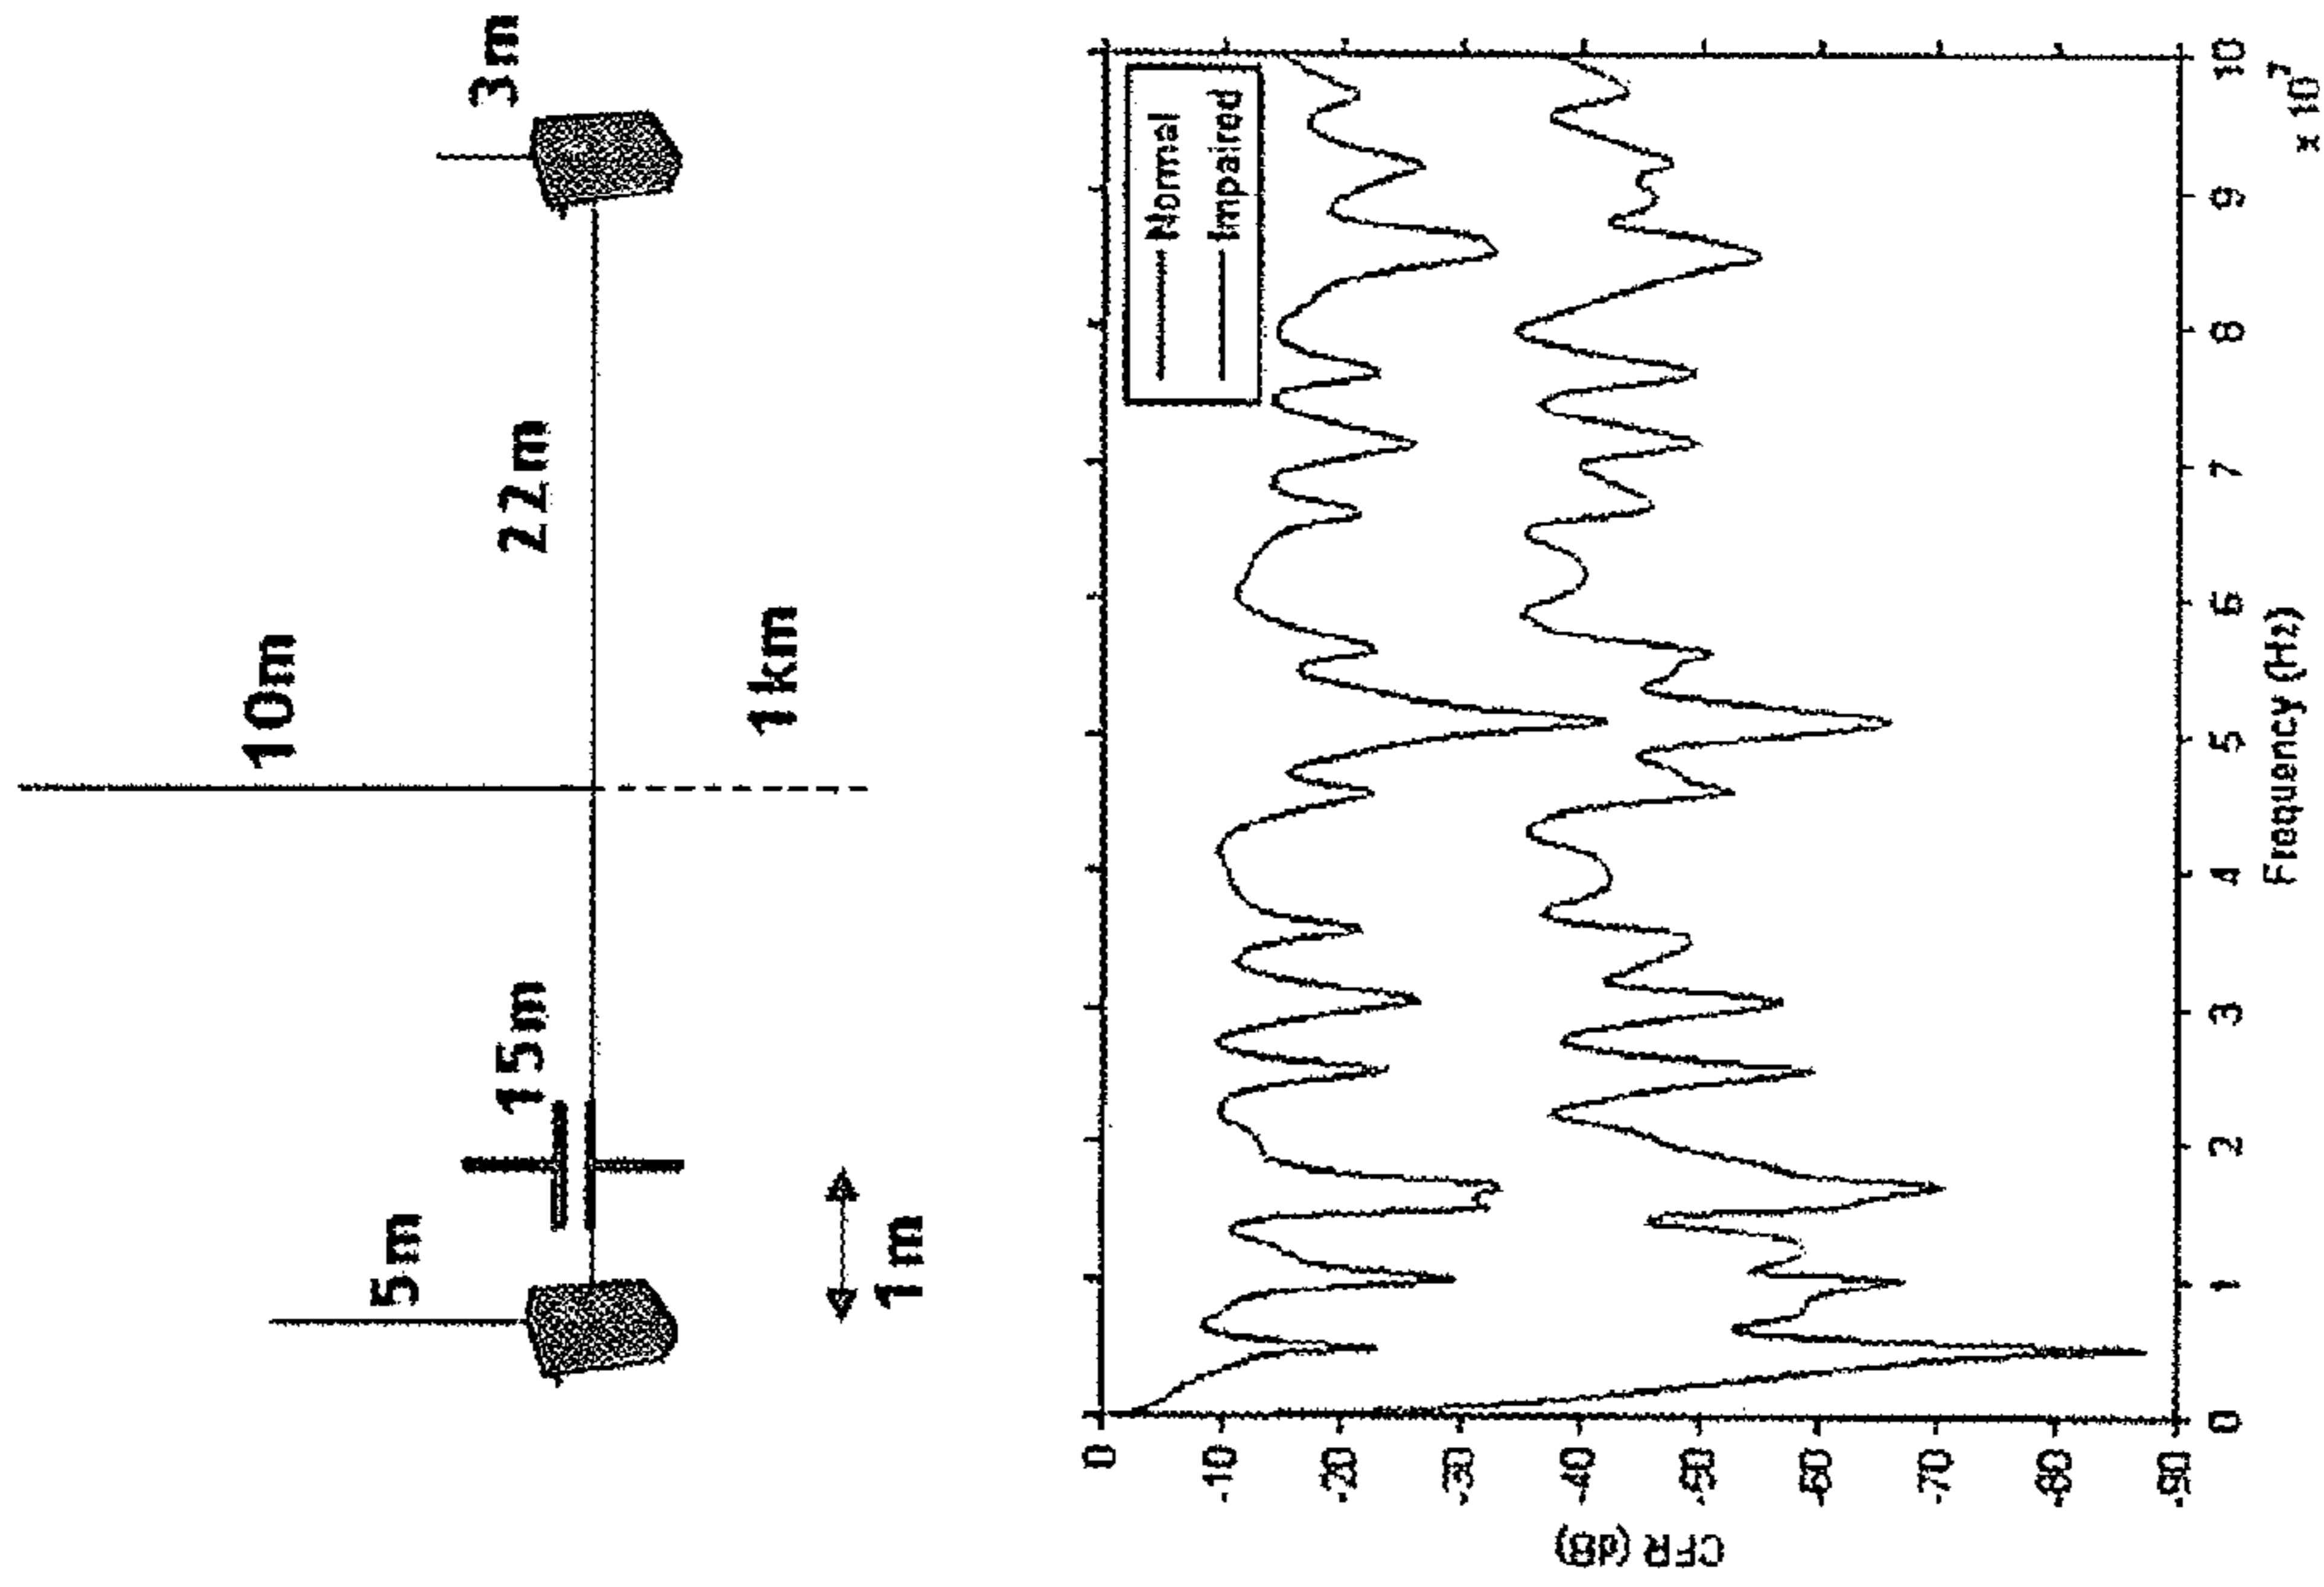 5m
15m
10m
22m
3m
1m
1km
Normal
Impaired
0
-10
-20
-30
-40
-50
-60
-70
-80
-90
CFR (dB)
0 1 2 3 4 5 6 7 8 9 10
x 10^7
Frequency (Hz)